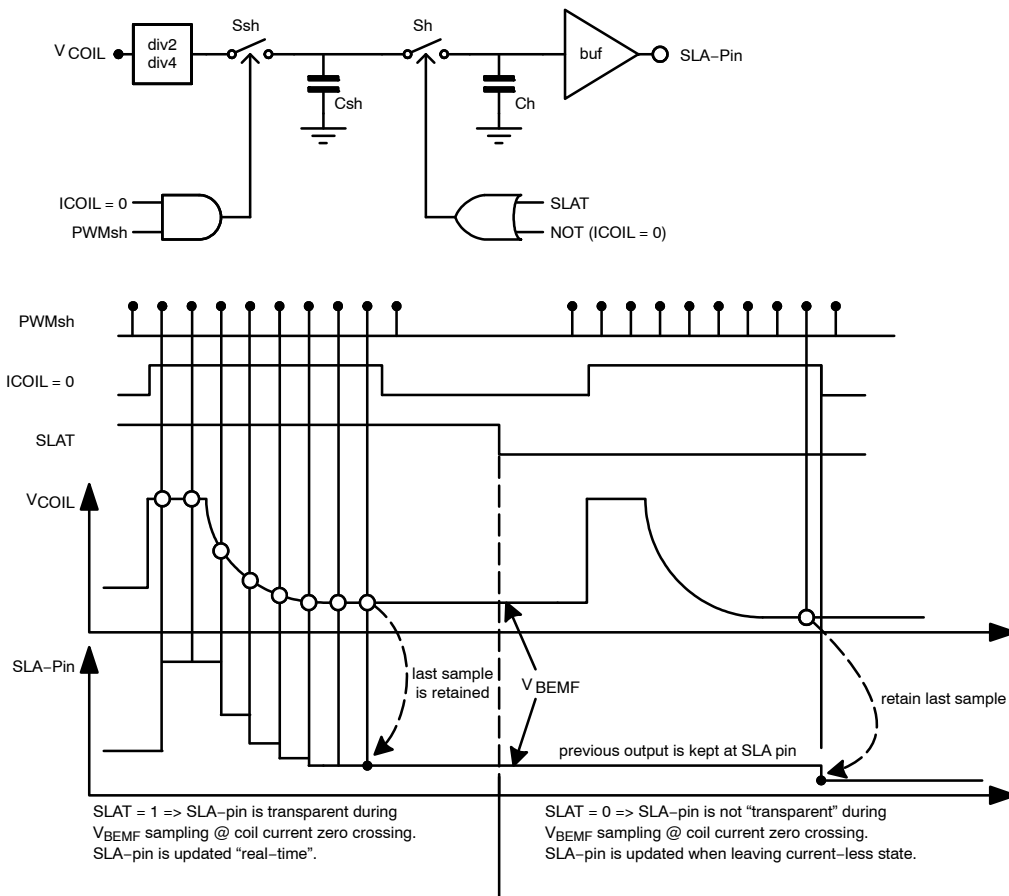 Ssh
Sh
V COIL
div2
div4
buf
SLA−Pin
Csh
Ch
ICOIL = 0
PWMsh
SLAT
NOT (ICOIL = 0)
PWMsh
ICOIL = 0
SLAT
VCOIL
SLA−Pin
last sample
is retained
V BEMF
retain last sample
previous output is kept at SLA pin
SLAT = 1 => SLA−pin is transparent during
VBEMF sampling @ coil current zero crossing.
SLA−pin is updated “real−time”.
SLAT = 0 => SLA−pin is not “transparent” during
VBEMF sampling @ coil current zero crossing.
SLA−pin is updated when leaving current−less state.